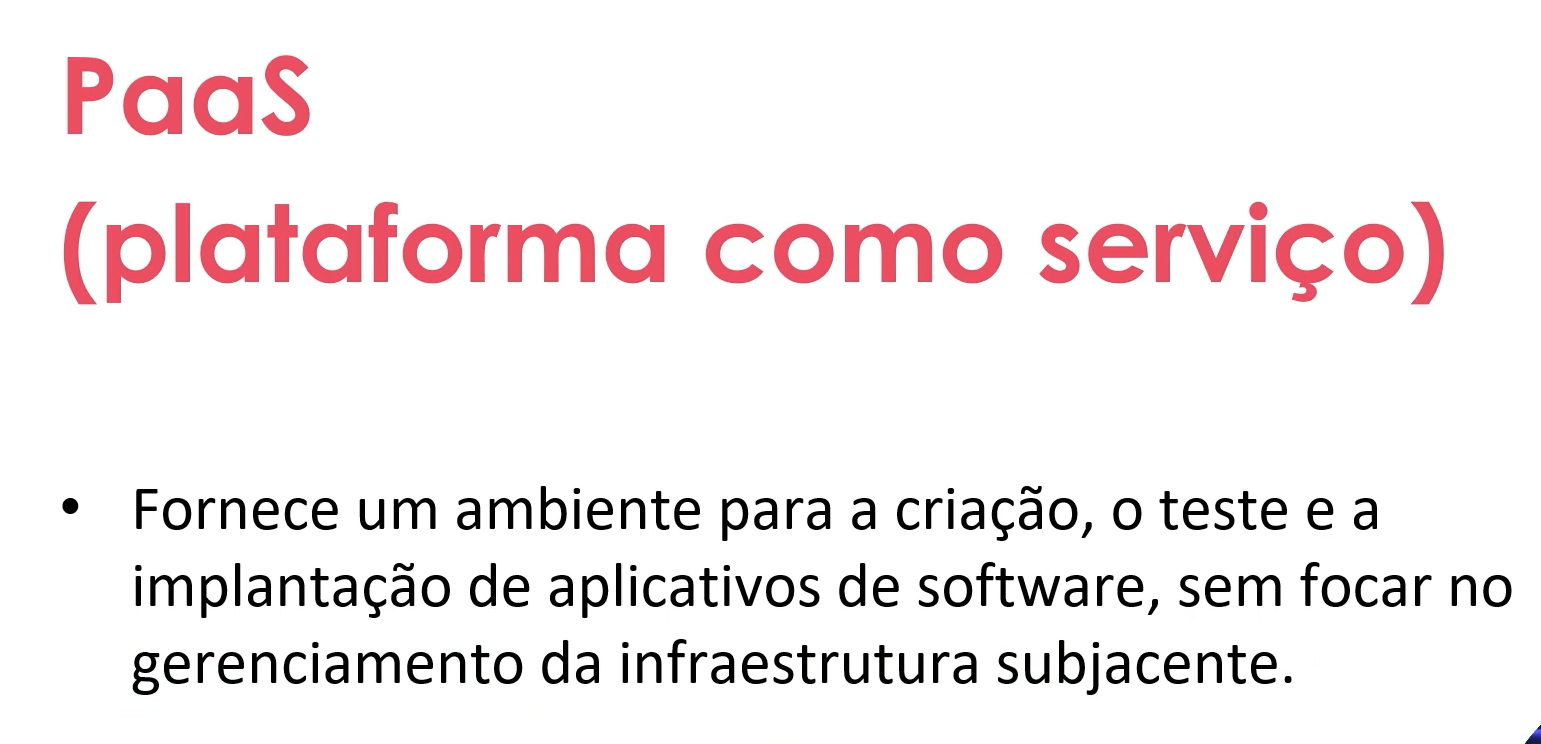 PaaS
(plataforma como serviço)
• Fornece um ambiente para a criação, o teste e a
implantação de aplicativos de software, sem focar no
gerenciamento da infraestrutura subjacente.